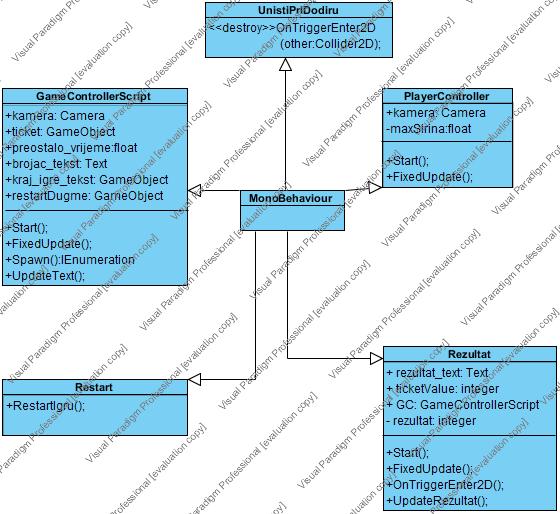 UnistiPriDodiru
<<destroy>>OnTriggerEnter2D
(other:Collider2D);
GameControllerScript
+kamera: Camera
+ticket: GameObject
+preostalo_vrijeme:float
+brojac_tekst: Text
+kraj_igre_tekst: GameObject
+restartDugme: GameObject
+Start();
+FixedUpdate();
+Spawn():IEnumeration
+UpdateText();
PlayerController
+kamera: Camera
-maxSirina:float
+Start();
+FixedUpdate();
MonoBehaviour
Restart
+RestartIgru();
Rezultat
+ rezultat_text: Text
+ ticketValue: integer
+ GC: GameControllerScript
- rezultat: integer
+Start();
+FixedUpdate();
+OnTriggerEnter2D();
+UpdateRezultat();
Visual Paradigm Professional [evaluation copy]